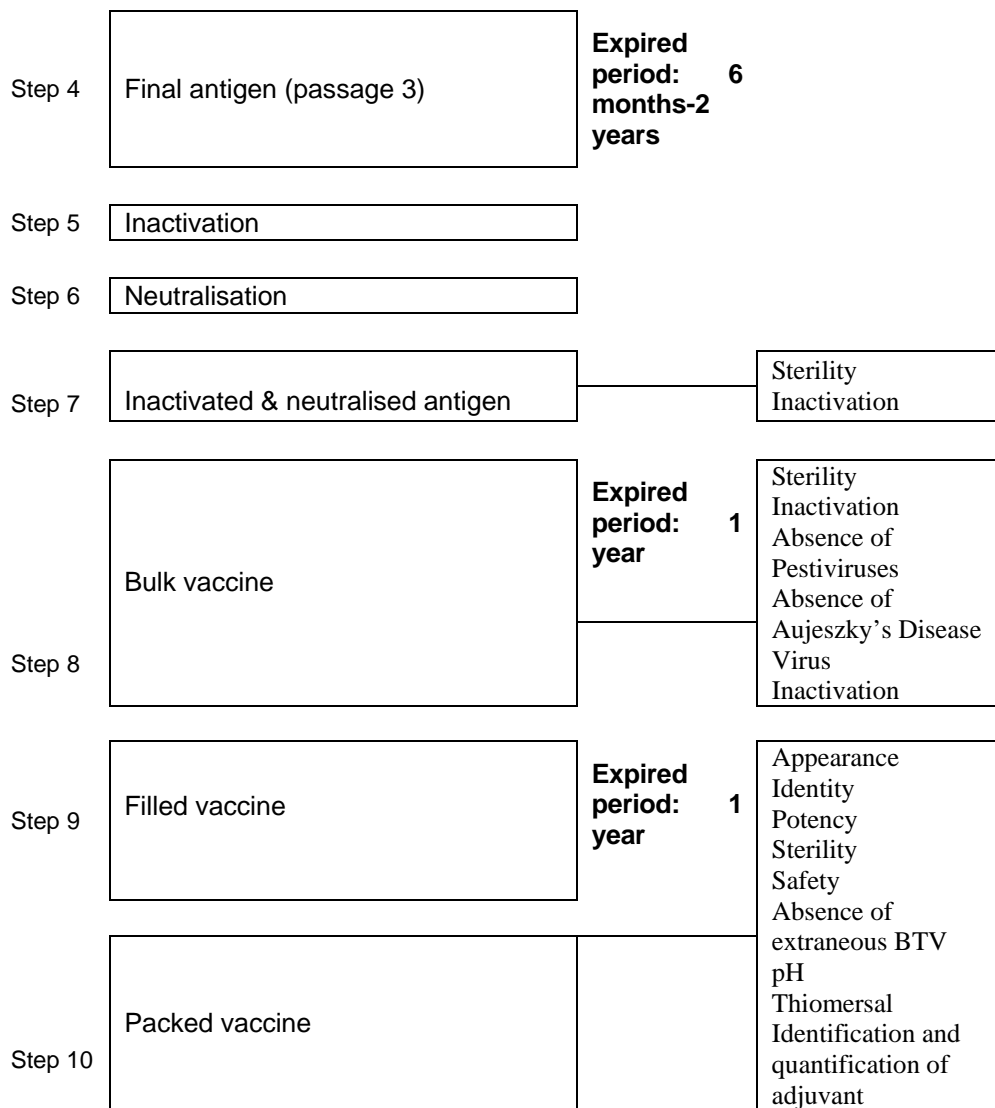 Step 4
Final antigen (passage 3)
Expired
period: 6
months-2
years
Step 5
Inactivation
Step 6
Neutralisation
Step 7
Inactivated & neutralised antigen
Sterility
Inactivation
Step 8
Bulk vaccine
Expired
period: 1
year
Sterility
Inactivation
Absence of
Pestiviruses
Absence of
Aujeszky’s Disease
Virus
Inactivation
Step 9
Filled vaccine
Expired
period: 1
year
Appearance
Identity
Potency
Sterility
Safety
Absence of
extraneous BTV
pH
Thiomersal
Identification and
quantification of
adjuvant
Step 10
Packed vaccine